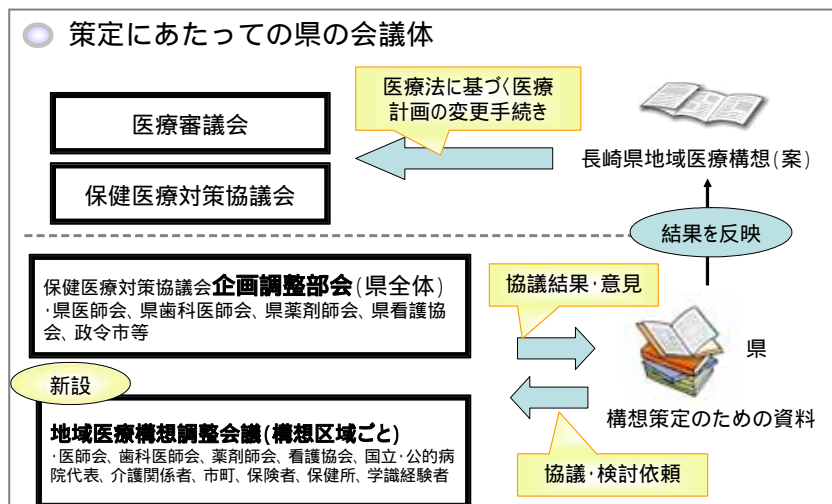 策定にあたっての県の会議体
医療審議会
保健医療対策協議会
医療法に基づく医療
計画の変更手続き
長崎県地域医療構想(案)
結果を反映
保健医療対策協議会企画調整部会(県全体)
・県医師会、県歯科医師会、県薬剤師会、県看護協
会、政令市等
協議結果・意見
県
構想策定のための資料
新設
地域医療構想調整会議(構想区域ごと)
・医師会、歯科医師会、薬剤師会、看護協会、国立・公的病
院代表、介護関係者、市町、保険者、保健所、学識経験者
協議・検討依頼